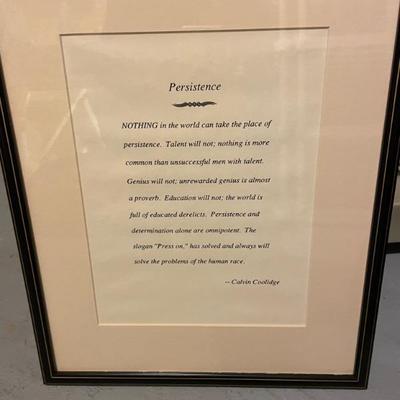 Persistence
NOTHING in the world can take the place of
persistence. Talent will not; nothing is more
common than unsuccessful men with talent.
Genius will not; unrewarded genius is almost
a proverb. Education will not; the world is
full of educated derelicts. Persistence and
determination alone are omnipotent. The
slogan "Press on," has solved and always will
solve the problems of the human race.
-- Calvin Coolidge